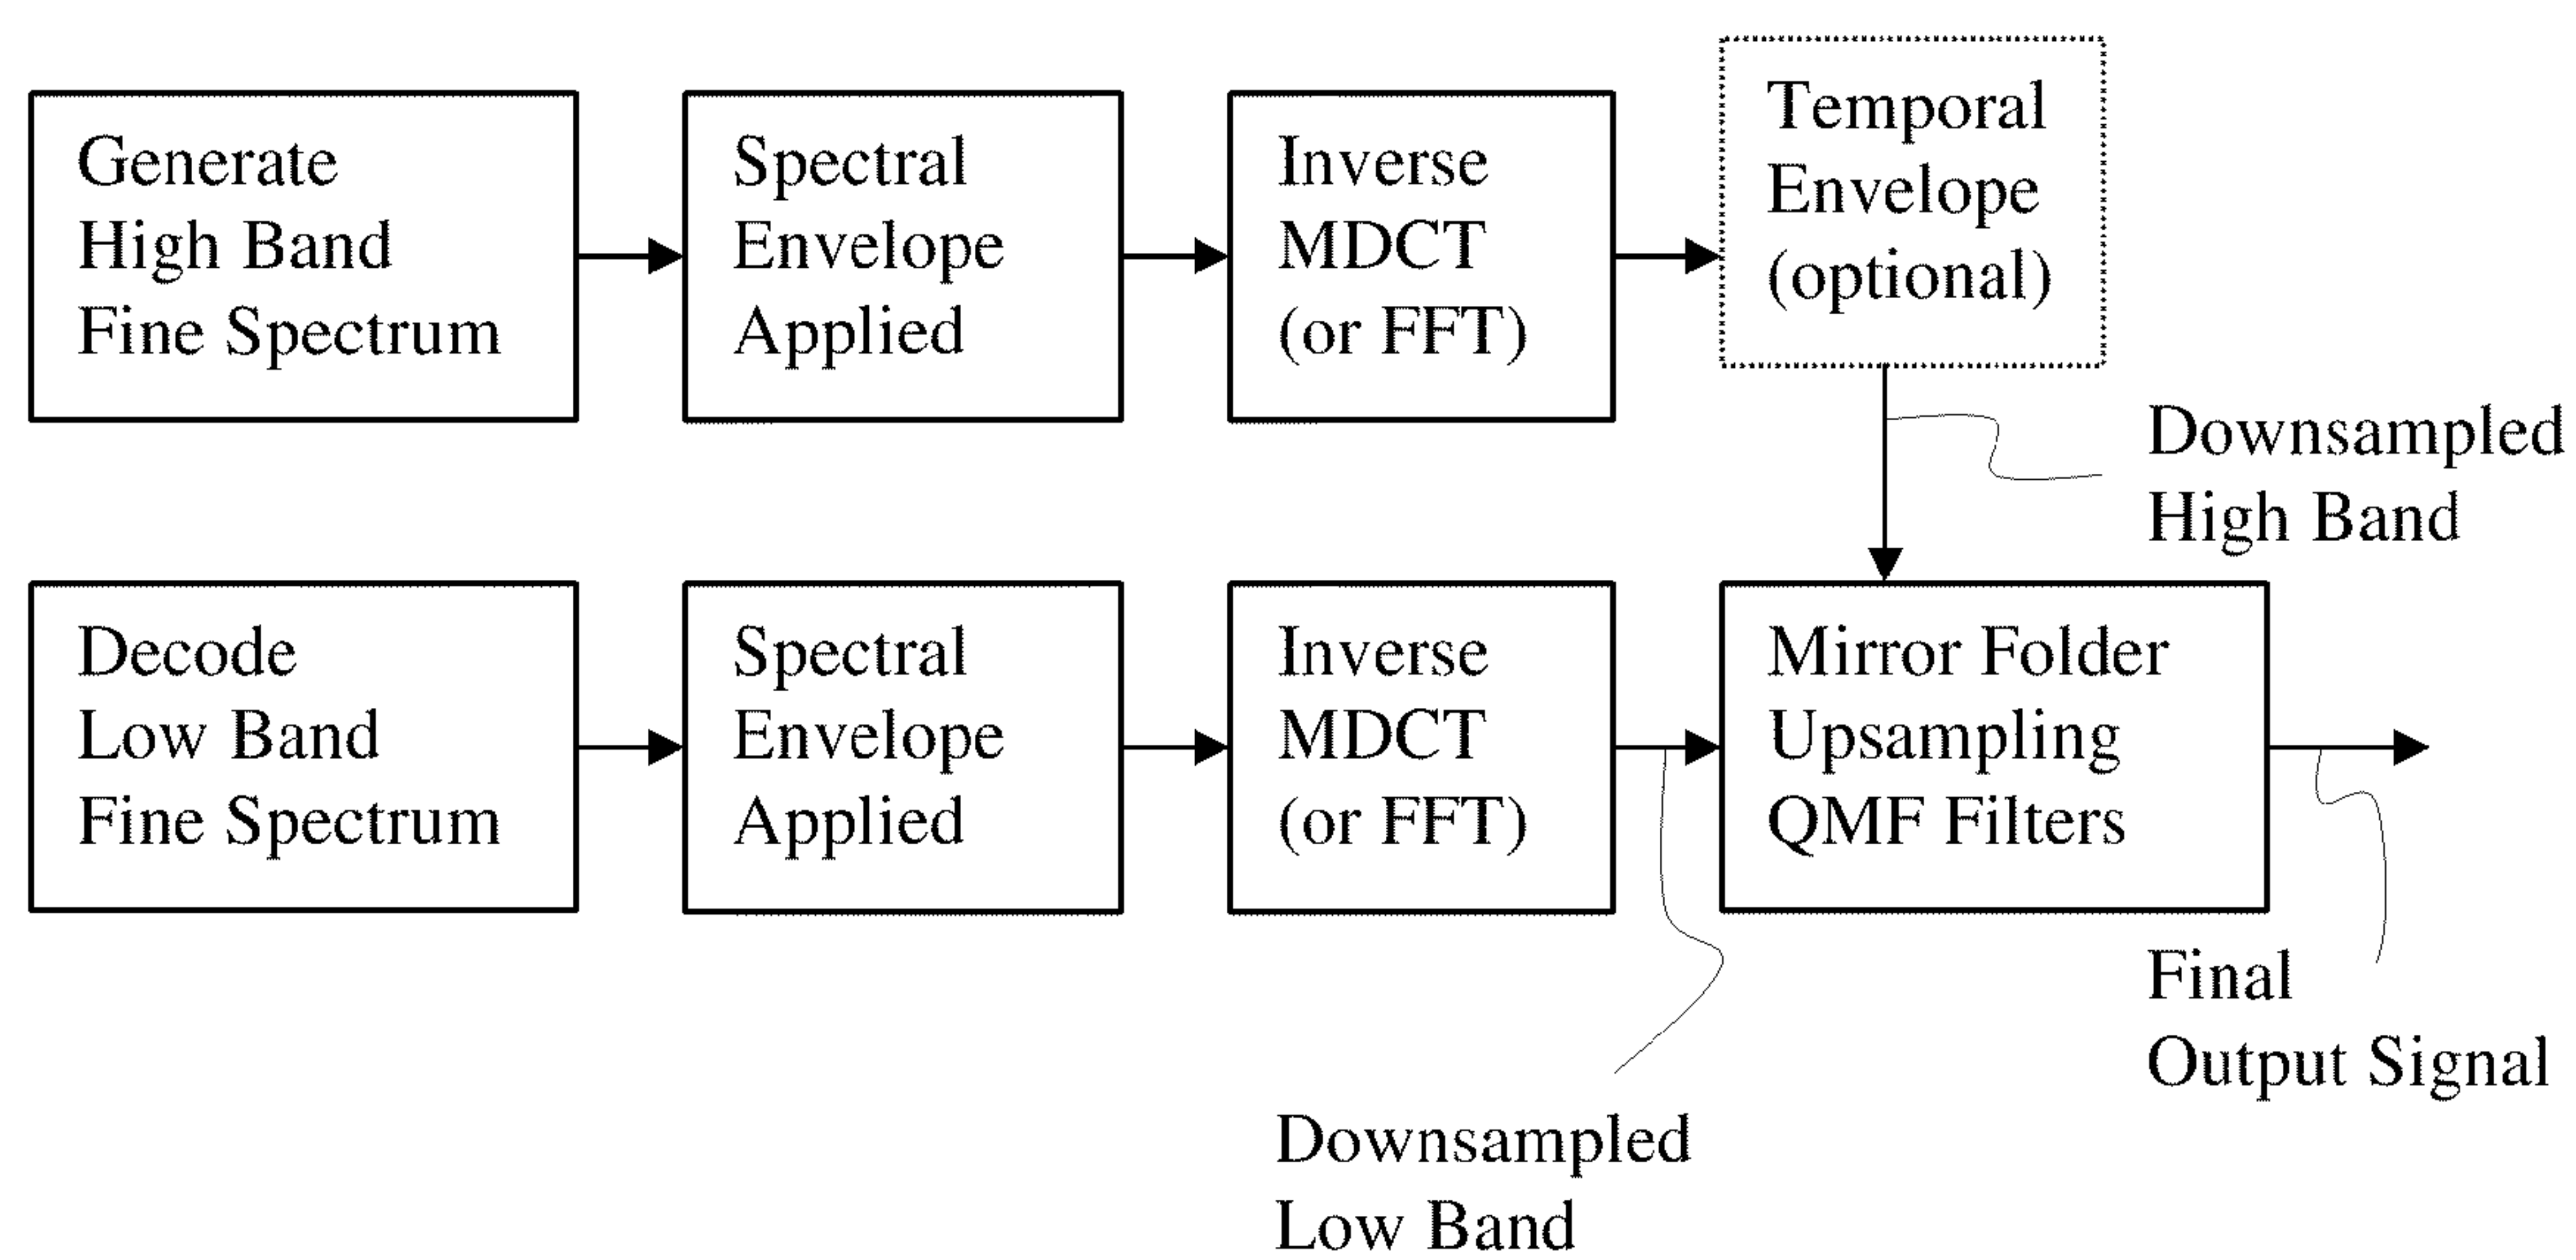 Generate
High Band
Fine Spectrum
Spectral
Envelope
Applied
Inverse
MDCT
(or FFT)
Temporal
Envelope
(optional)
Downsampled
High Band
Decode
Low Band
Fine Spectrum
Spectral
Envelope
Applied
Inverse
MDCT
(or FFT)
Mirror Folder
Upsampling
QMF Filters
Final
Output Signal
Downsampled
Low Band